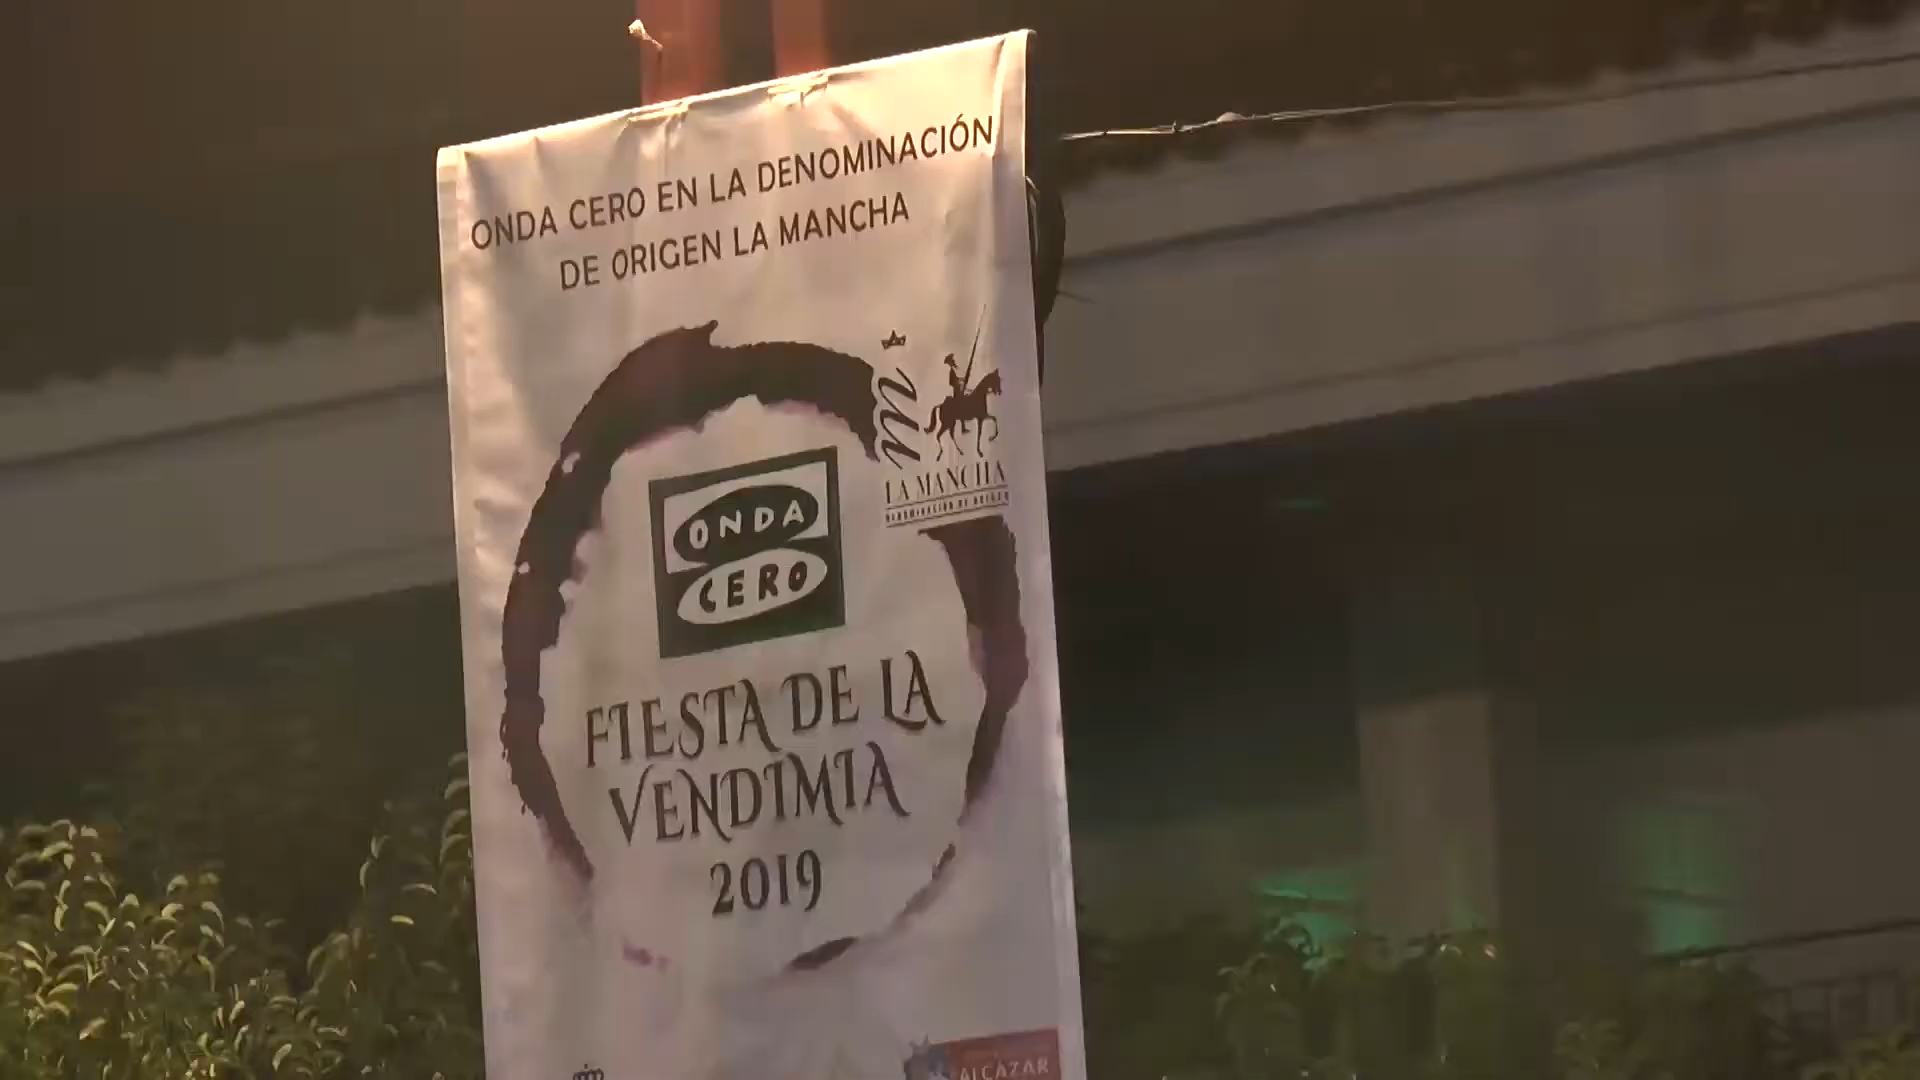 ONDA CERO EN LA DENOMINACIÓN
DE ORIGEN LA MANCHA
LA MANCHA
DENOMINACIÓN DE ORIGEN
ONDA
CERO
FIESTA DE LA
VENDIMIA
2019
ALCÁZAR